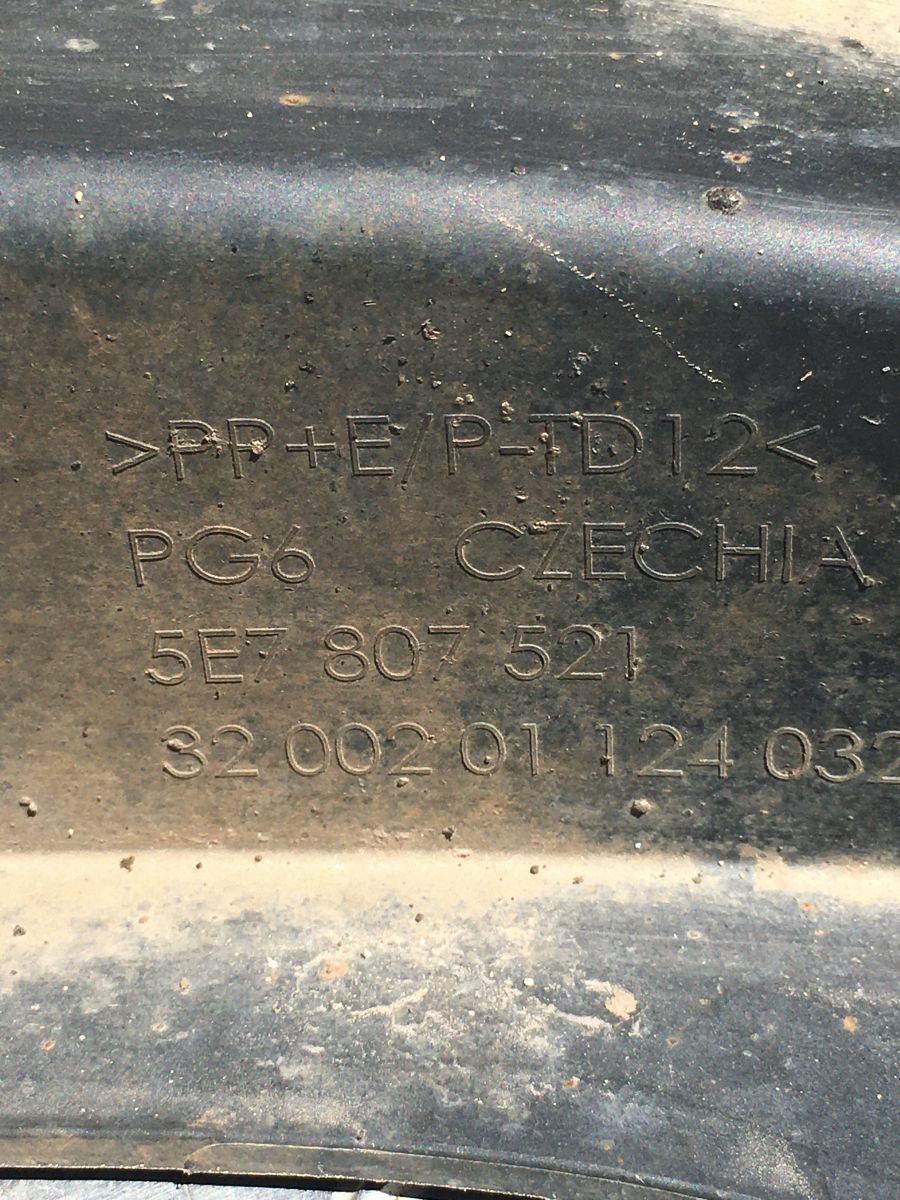 >PP+E/P-TD12<
PG6 CZECHIA
5E7 807 521
32 002 01 124 032